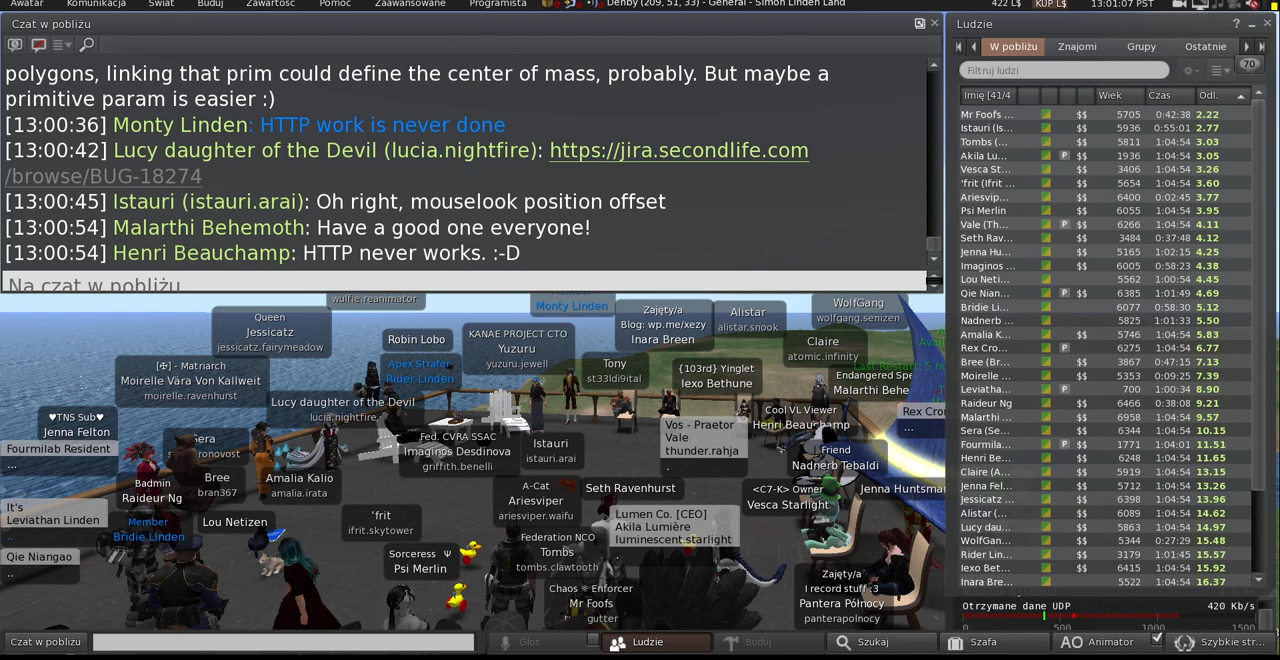 Awatar Komunikacja Świat Buduj Zawartość Pomoc Zaawansowane Programista Denby (209, 51, 33) - General - Simon Linden Land 422 L$ KUP L$ 13:01:07 PST
Czat w pobliżu
polygons, linking that prim could define the center of mass, probably. But maybe a
primitive param is easier :)
[13:00:36] Monty Linden: HTTP work is never done
[13:00:42] Lucy daughter of the Devil (lucia.nightfire): https://jira.secondlife.com
/browse/BUG-18274
[13:00:45] Istauri (istauri.arai): Oh right, mouselook position offset
[13:00:54] Malarthi Behemoth: Have a good one everyone!
[13:00:54] Henri Beauchamp: HTTP never works. :-D
Na czat w pobliżu
wulfie.reanimator
Monty Linden
Queen
Jessicatz
jessicatz.fairymeadow
Robin Lobo
KANAE PROJECT CTO
Yuzuru
yuzuru.jewell
Zajęty/a
Blog: wp.me/xezy
Inara Breen
Alistar
alistar.snook
WolfGang
wolfgang.senizen
Claire
atomic.infinity
Last Restart: 5 ho
[✠] - Matriarch
Moirelle Vära Von Kallweit
moirelle.ravenhurst
Apex Strafer
Rider Linden
Tony
st33ldi9ital
{103rd} Yinglet
Iexo Bethune
Endangered Spe
Malarthi Behe
Lucy daughter of the Devil
lucia.nightfire
Cool VL Viewer
Henri Beauchamp
Rex Cron
...
♥TNS Sub♥
Jenna Felton
Fourmilab Resident
...
Sera
Fed. CVRA SSAC
Imaginos Desdinova
griffith.benelli
Istauri
istauri.arai
Vos - Praetor
Vale
thunder.rahja
.
Friend
Nadnerb Tebaldi
Badmin
Raideur Ng
Bree
bran367
Amalia Kalio
amalia.irata
A-Cat
Ariesviper
ariesviper.waifu
Seth Ravenhurst
<C7-K> Owner
Vesca Starlight
Jenna Huntsman
It's
Leviathan Linden
..
Member
Bridie Linden
Lou Netizen
'frit
ifrit.skytower
Lumen Co. [CEO]
Akila Lumière
luminescent.starlight
Qie Niangao
..
Sorceress Ψ
Psi Merlin
Federation NCO
Tombs
tombs.clawtooth
Chaos ☼ Enforcer
Mr Foofs
gutter
Zajęty/a
I record stuff :3
Pantera Północy
panterapolnocy
Ludzie
W pobliżu Znajomi Grupy Ostatnie
Filtruj ludzi 70
Imię [41/4 Wiek Czas Odl.
Mr Foofs ... $$ 5705 0:42:38 2.22
Istauri (Is... $$ 5936 0:55:01 2.77
Tombs (... $$ 5811 1:04:54 3.03
Akila Lu... P $$ 1936 1:04:54 3.05
Vesca St... $$ 3406 1:04:54 3.26
'frit (Ifrit ... $$ 5654 1:04:54 3.60
Ariesvip... $$ 6400 0:02:45 3.77
Psi Merlin $$ 6055 1:04:54 3.95
Vale (Th... P $$ 6266 1:04:54 4.11
Seth Rav... $$ 3484 0:37:48 4.12
Jenna Hu... $$ 5165 1:02:15 4.25
Imaginos ... $$ 6005 0:58:23 4.38
Lou Neti... 5562 1:00:54 4.45
Qie Nian... P $$ 6385 1:01:49 4.69
Bridie Li... 6077 0:58:30 5.12
Nadnerb ... 5825 1:01:33 5.50
Amalia K... $$ 5746 1:04:54 5.83
Rex Cro... P 6275 1:04:54 6.77
Bree (Br... $$ 3867 0:47:15 7.13
Moirelle ... $$ 5353 0:09:25 7.39
Leviatha... P 700 1:00:34 8.90
Raideur Ng $$ 6466 0:38:08 9.21
Malarthi ... $$ 6958 1:04:54 9.57
Sera (Se... $$ 6344 1:04:54 10.15
Fourmila... P $$ 1771 1:04:01 11.51
Henri Be... $$ 6248 1:04:54 11.65
Claire (A... $$ 5919 1:04:54 13.15
Jenna Fel... $$ 5712 1:04:54 13.26
Jessicatz ... $$ 6398 1:04:54 13.96
Alistar (... $$ 6089 1:04:54 14.62
Lucy dau... $$ 5863 1:04:54 14.97
WolfGan... $$ 5344 0:27:29 15.48
Rider Lin... $$ 3179 1:01:45 15.57
Iexo Bet... $$ 6415 1:04:54 15.92
Inara Bre... 5522 1:04:54 16.37
Otrzymane dane UDP 420 Kb/s
0 500 1000 1500
Czat w pobliżu Głos Ludzie Buduj Szukaj Szafa AO Animator Szybkie str...